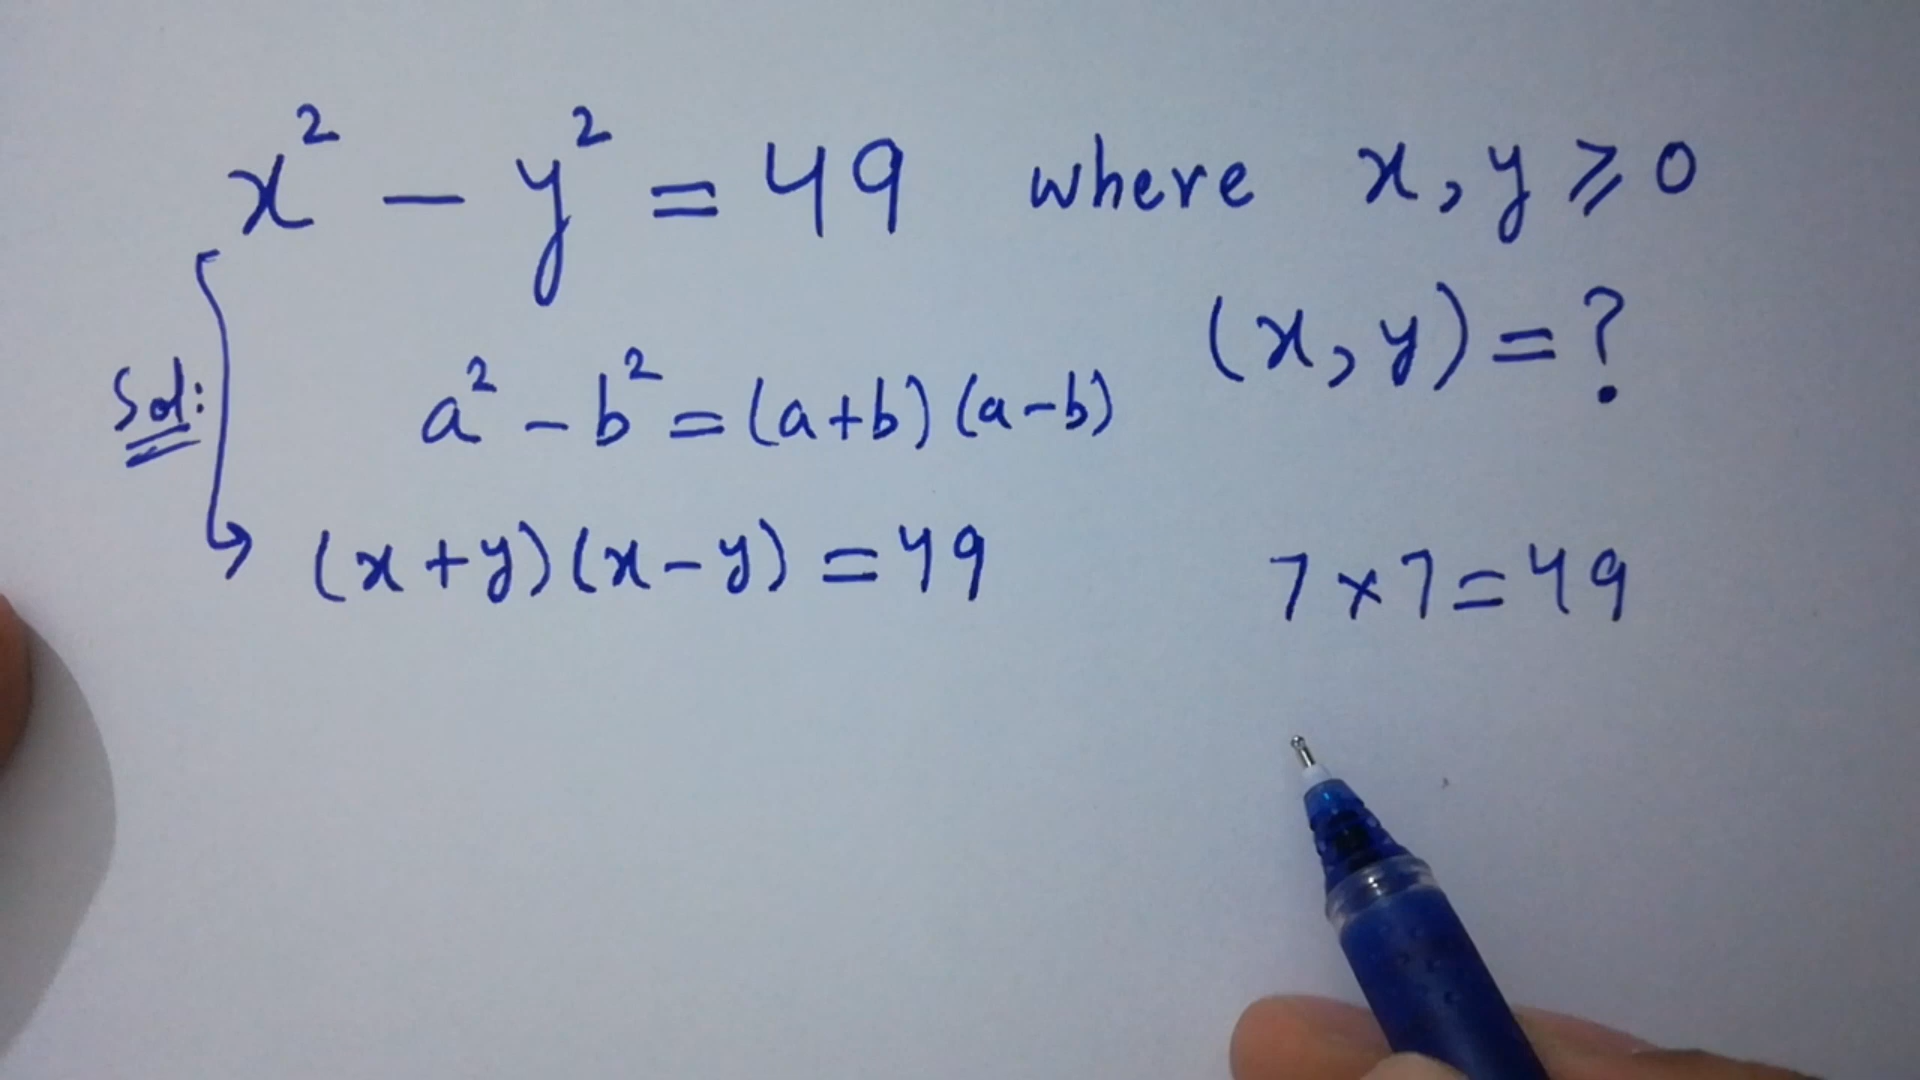 x² - y² = 49 where x, y ⩾ 0
(x, y) = ?
Sol:
a² - b² = (a+b) (a-b)
(x+y) (x-y) = 49
7 × 7 = 49